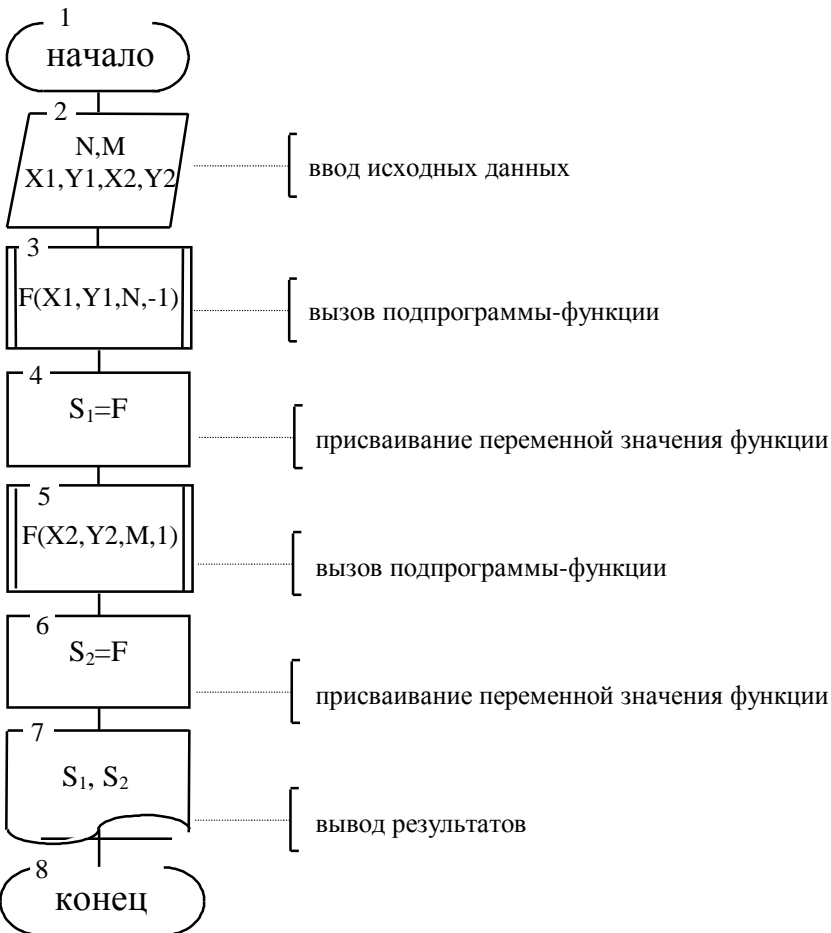 1
начало
2
N,M
X1,Y1,X2,Y2
ввод исходных данных
3
F(X1,Y1,N,-1)
вызов подпрограммы-функции
4
S₁=F
присваивание переменной значения функции
5
F(X2,Y2,M,1)
вызов подпрограммы-функции
6
S₂=F
присваивание переменной значения функции
7
S₁, S₂
вывод результатов
8
конец